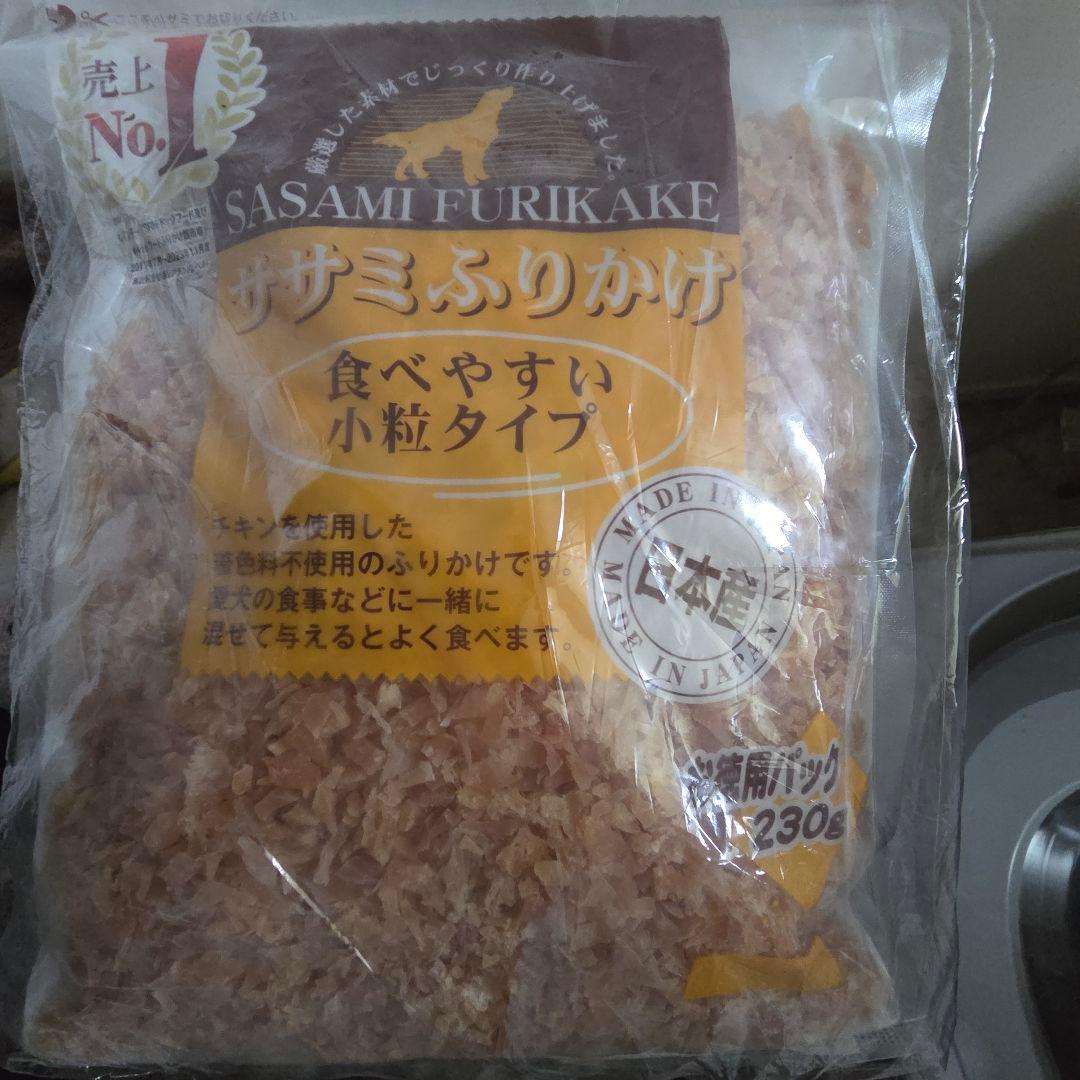 売上
No.1
厳選した素材でじっくり作り上げました。
SASAMI FURIKAKE
ササミふりかけ
食べやすい
小粒タイプ
チキンを使用した
着色料不使用のふりかけです。
愛犬の食事などに一緒に
混ぜて与えるとよく食べます。
MADE IN JAPAN
日本産
MADE IN JAPAN
お徳用パック
230g